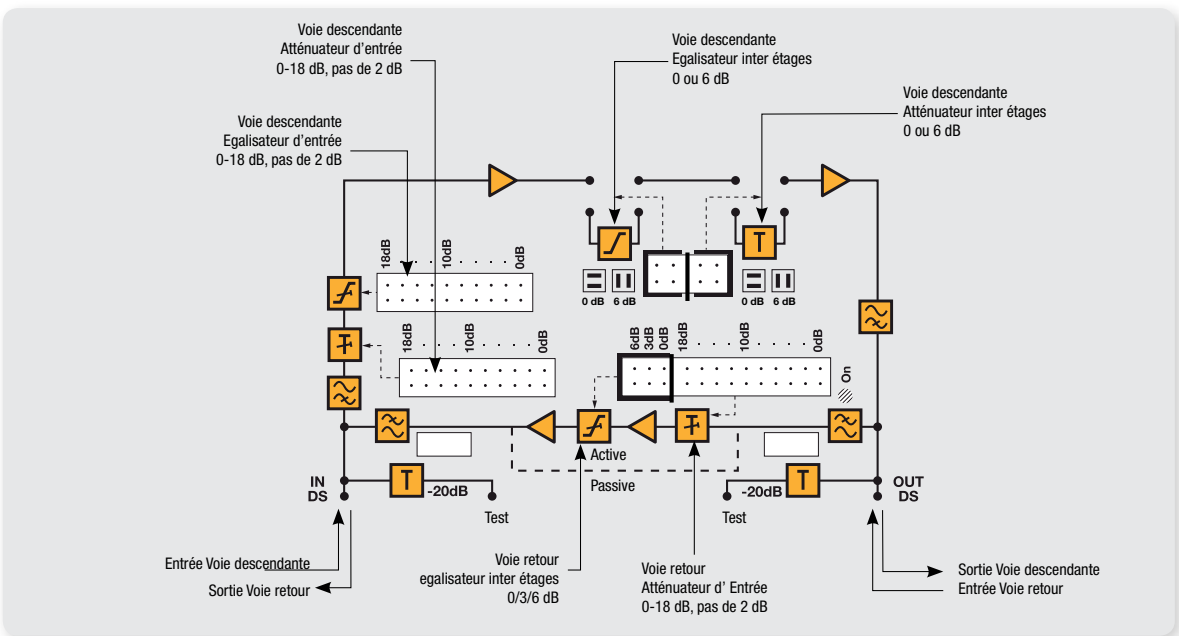 Voie descendante
Atténuateur d'entrée
0-18 dB, pas de 2 dB
Voie descendante
Egalisateur d'entrée
0-18 dB, pas de 2 dB
Voie descendante
Egalisateur inter étages
0 ou 6 dB
Voie descendante
Atténuateur inter étages
0 ou 6 dB
18dB 10dB 0dB
0 dB 6 dB
T
0 dB 6 dB
T
18dB 10dB 0dB
6dB 3dB 0dB 18dB 10dB 0dB
On
T
Active
Passive
IN
DS
T
-20dB
Test
-20dB
T
Test
OUT
DS
Entrée Voie descendante
Sortie Voie retour
Voie retour
egalisateur inter étages
0/3/6 dB
Voie retour
Atténuateur d' Entrée
0-18 dB, pas de 2 dB
Sortie Voie descendante
Entrée Voie retour